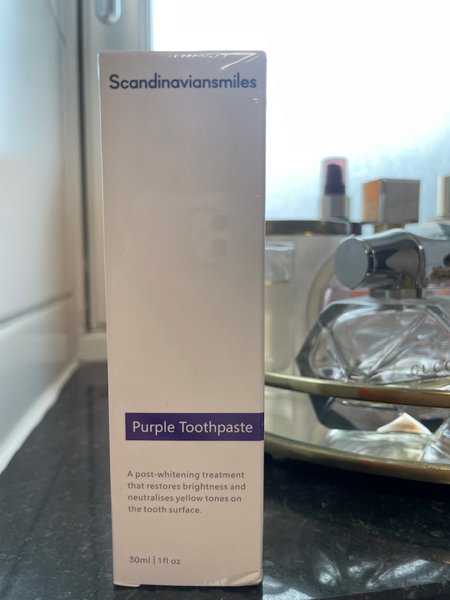 Scandinaviansmiles
Purple Toothpaste
A post-whitening treatment
that restores brightness and
neutralises yellow tones on
the tooth surface.
30ml | 1fl oz